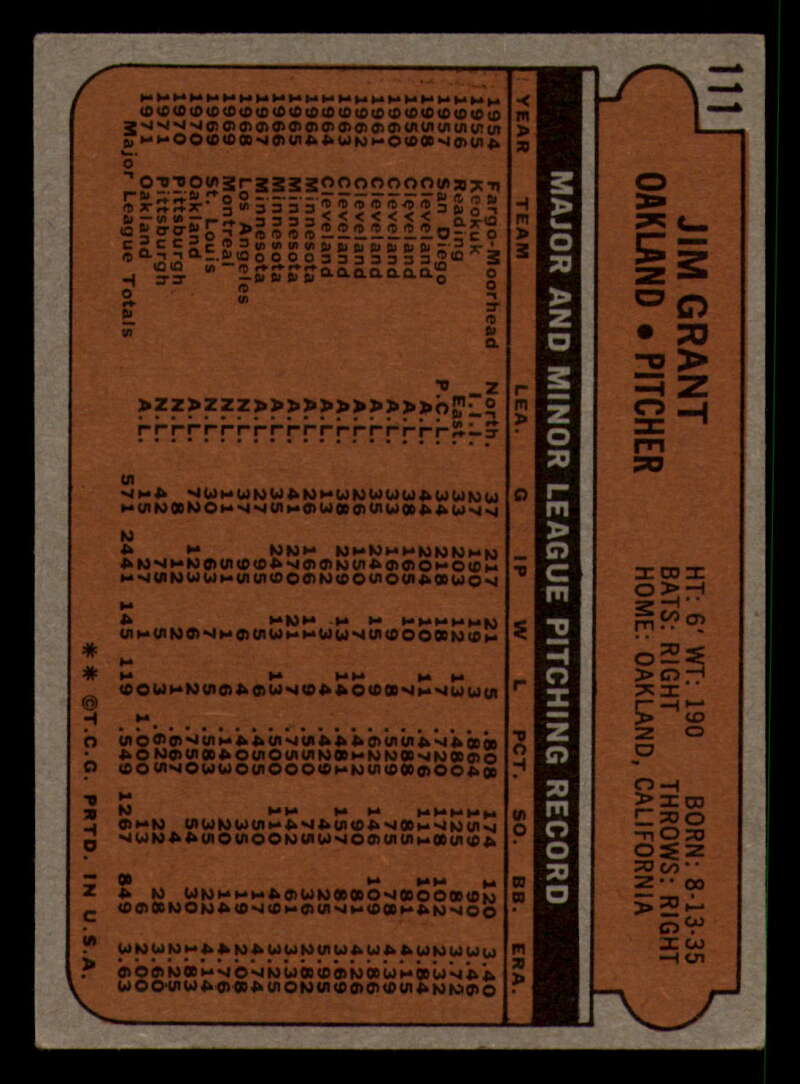 111
JIM GRANT
OAKLAND • PITCHER
HT: 6' WT: 190 BORN: 8-13-35
BATS: RIGHT THROWS: RIGHT
HOME: OAKLAND, CALIFORNIA
MAJOR AND MINOR LEAGUE PITCHING RECORD
YEAR TEAM LEA. G IP W L PCT. SO. BB. ERA.
1954 Fargo-Moorhead North. 37 217 21 5 .808 174 120 3.40
1955 Keokuk I.I.I. 27 190 19 3 .864 159 90 3.46
1956 Reading East. 33 203 12 13 .480 125 87 3.72
1957 San Diego P.C.L. 34 218 18 7 .720 178 102 2.32
1958 Cleveland A.L. 44 204 10 11 .476 111 104 3.84
1959 Cleveland A.L. 38 165 10 7 .588 85 81 4.15
1960 Cleveland A.L. 33 160 9 8 .529 75 78 4.39
1961 Cleveland A.L. 35 245 15 9 .625 146 109 3.86
1962 Cleveland A.L. 26 150 7 10 .412 90 81 4.26
1963 Cleveland A.L. 38 229 13 14 .481 157 87 3.69
1964 Cleveland A.L. 13 62 3 4 .429 43 25 5.95
1964 Minnesota A.L. 26 166 11 9 .550 75 36 2.82
1965 Minnesota A.L. 41 270 21 7 .750 142 61 3.30
1966 Minnesota A.L. 35 249 13 13 .500 110 49 3.25
1967 Minnesota A.L. 27 95 5 6 .455 50 17 4.74
1968 Los Angeles N.L. 37 95 6 4 .400 35 19 2.08
1969 Montreal N.L. 11 51 1 6 .143 20 14 4.76
1969 St. Louis N.L. 30 63 7 5 .583 35 22 4.14
1970 Oakland A.L. 72 123 6 2 .750 54 30 1.83
1970 Pittsburgh N.L. 8 12 2 1 .667 4 2 2.25
1971 Pittsburgh N.L. 42 75 5 3 .625 22 28 3.60
1971 Oakland A.L. 15 27 1 0 1.000 13 6 2.00
Major League Totals 571 2441 145 119 .549 1267 849 3.63
** ©T.C.G. PRTD. IN U.S.A.